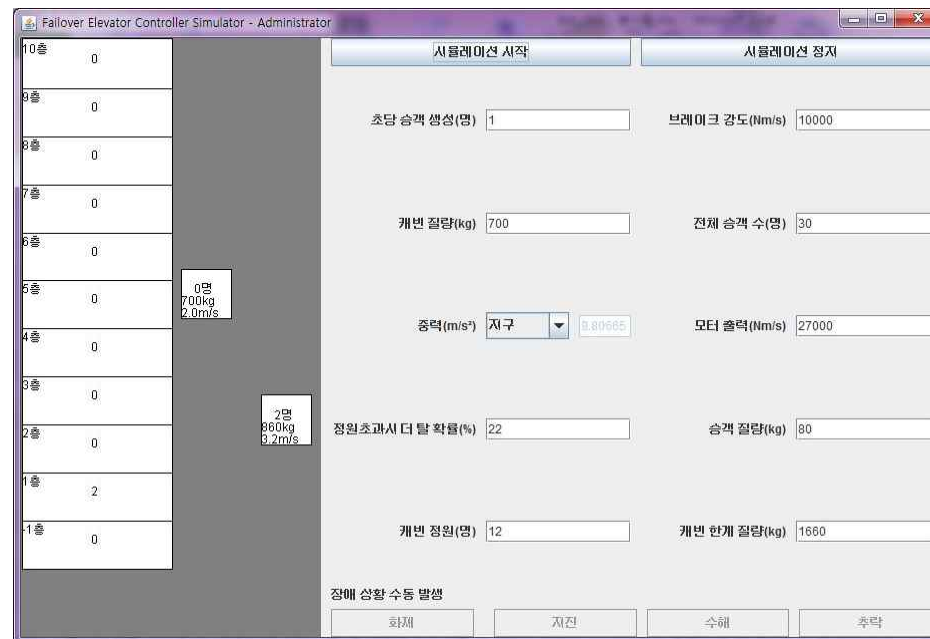 Failover Elevator Controller Simulator - Administrator
10층
0
9층
0
8층
0
7층
0
6층
0
5층
0
4층
0
3층
0
2층
0
1층
2
-1층
0
0명
700kg
2.0m/s
2명
860kg
3.2m/s
시뮬레이션 시작
시뮬레이션 정지
초당 승객 생성(명) 1
브레이크 강도(Nm/s) 10000
캐빈 질량(kg) 700
전체 승객 수(명) 30
중력(m/s²) 지구 9.80665
모터 출력(Nm/s) 27000
정원초과시 더 탈 확률(%) 22
승객 질량(kg) 80
캐빈 정원(명) 12
캐빈 한계 질량(kg) 1660
장애 상황 수동 발생
화재
지진
수해
추락